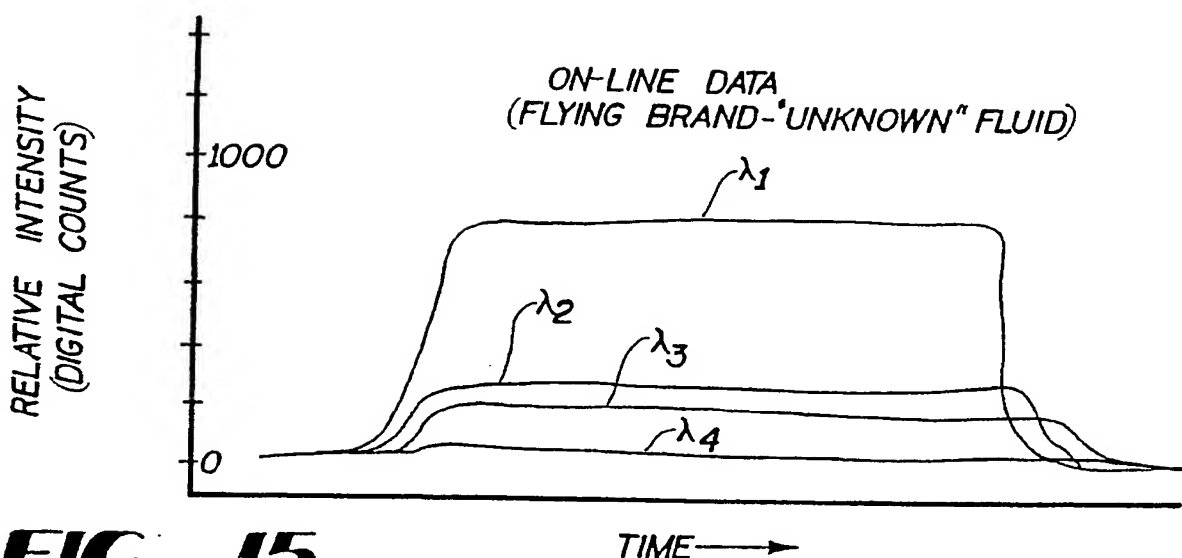 RELATIVE INTENSITY
(DIGITAL COUNTS)
ON-LINE DATA
(FLYING BRAND-"UNKNOWN" FLUID)
1000
λ1
λ2
λ3
λ4
0
FIG. 15
TIME